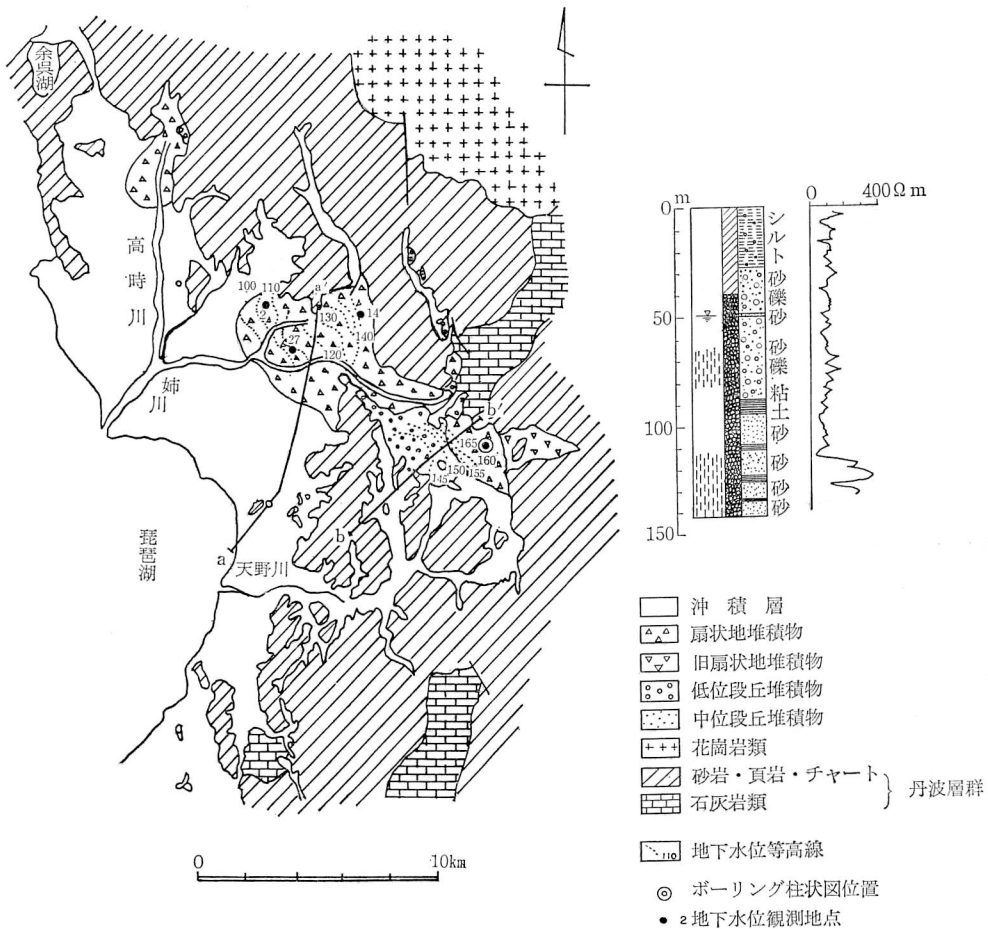 余呉湖
高時川
姉川
琵琶湖
天野川
100 110
2
a'
130
14
27
140
120
b'
165
160
150 155
145
b
a
0 10km
m
0
50
100
150
0 400Ωm
シルト
砂礫
砂
砂礫
粘土
砂
砂
砂
沖積層
扇状地堆積物
旧扇状地堆積物
低位段丘堆積物
中位段丘堆積物
花崗岩類
砂岩・頁岩・チャート
石灰岩類
丹波層群
110 地下水位等高線
ボーリング柱状図位置
2 地下水位観測地点